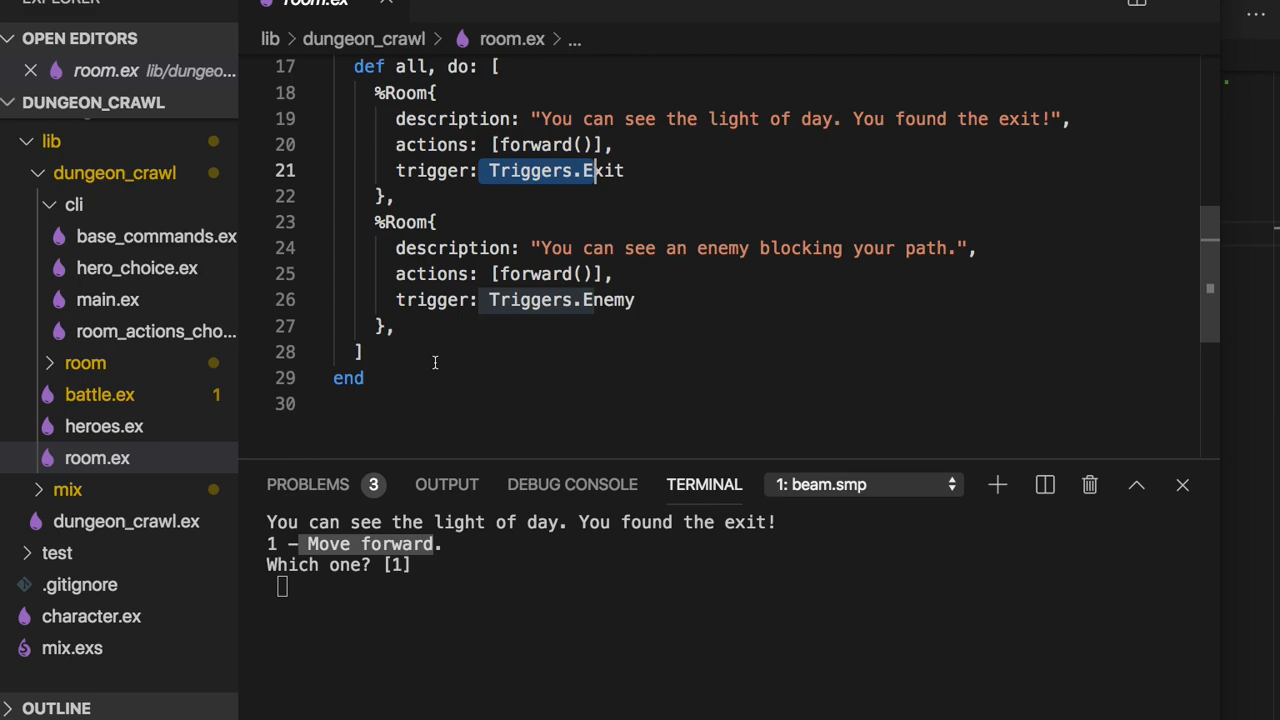 EXPLORER
OPEN EDITORS
room.ex lib/dungeo...
DUNGEON_CRAWL
lib
dungeon_crawl
cli
base_commands.ex
hero_choice.ex
main.ex
room_actions_cho...
room
battle.ex 1
heroes.ex
room.ex
mix
dungeon_crawl.ex
test
.gitignore
character.ex
mix.exs
OUTLINE
room.ex
lib > dungeon_crawl > room.ex > ...
17 def all, do: [
18 %Room{
19 description: "You can see the light of day. You found the exit!",
20 actions: [forward()],
21 trigger: Triggers.Exit
22 },
23 %Room{
24 description: "You can see an enemy blocking your path.",
25 actions: [forward()],
26 trigger: Triggers.Enemy
27 },
28 ]
29 end
30
PROBLEMS 3 OUTPUT DEBUG CONSOLE TERMINAL 1: beam.smp
You can see the light of day. You found the exit!
1 – Move forward.
Which one? [1]